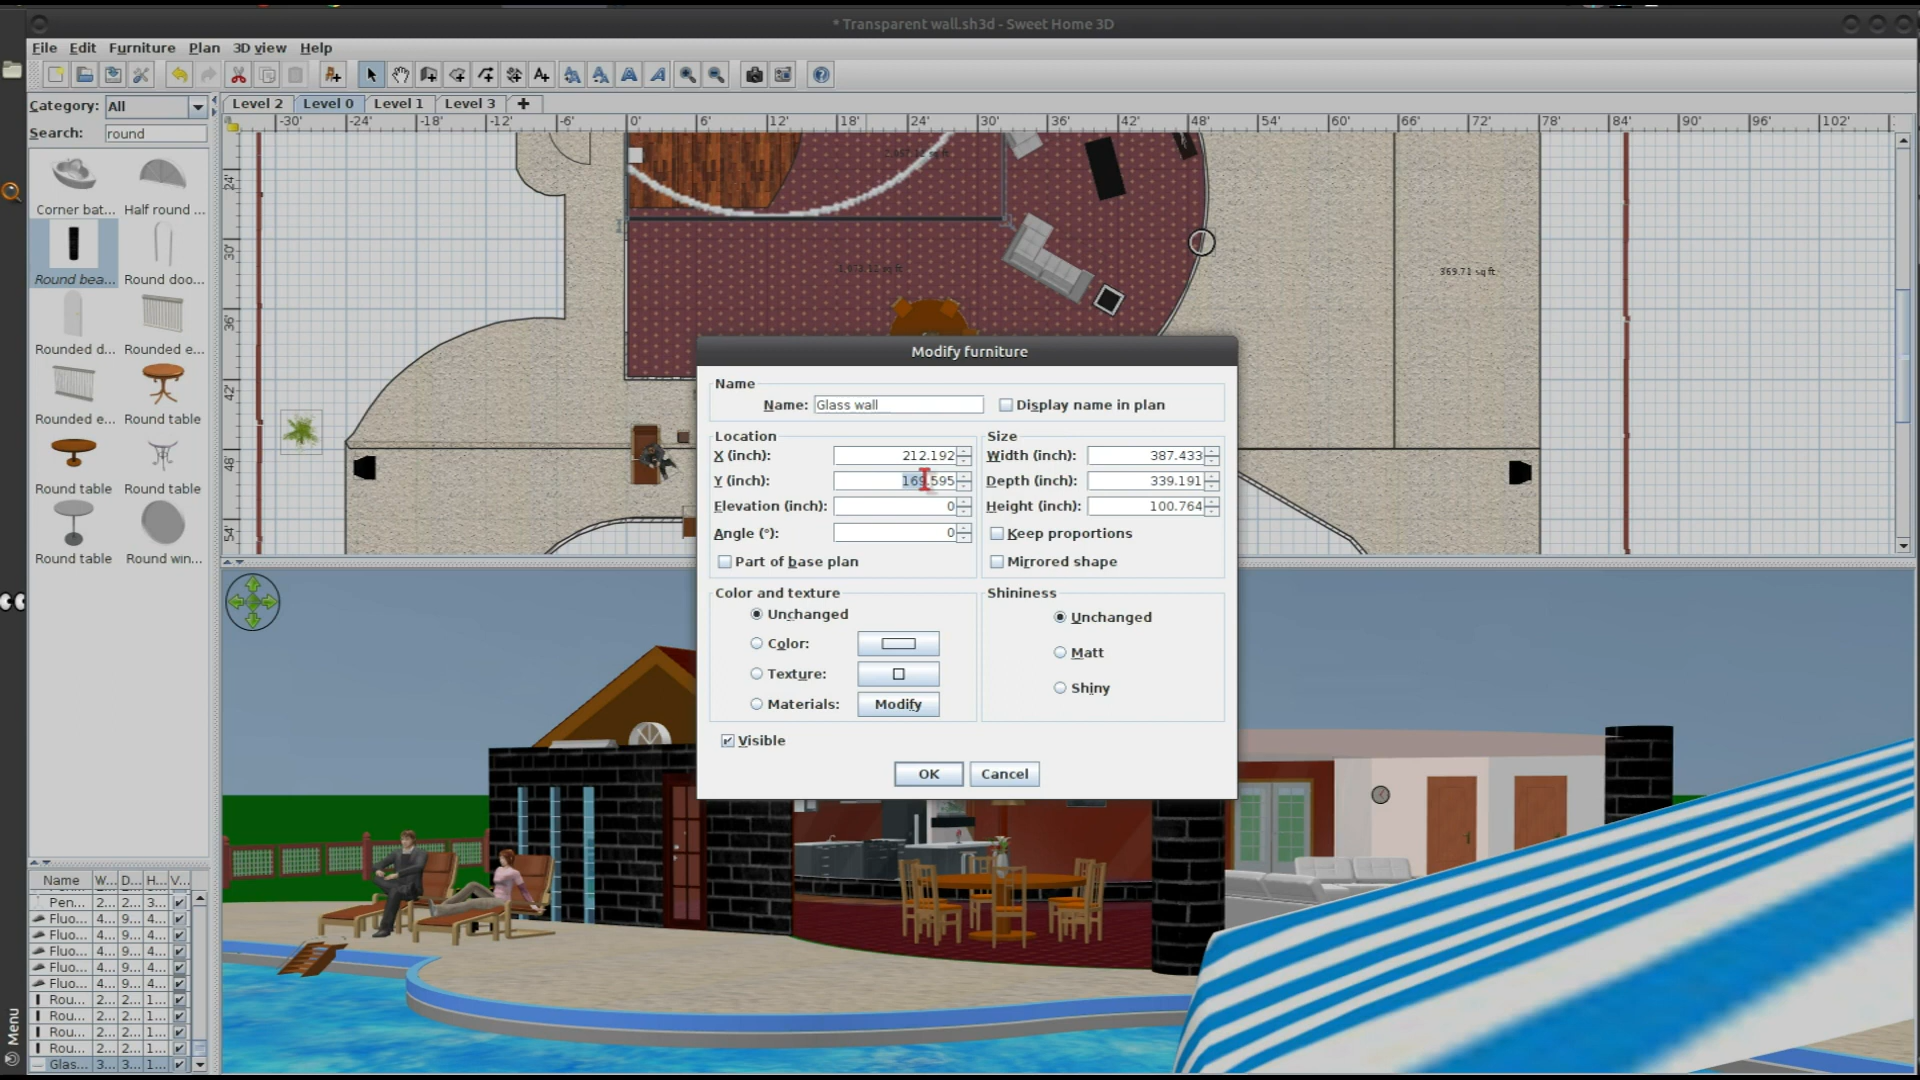 * Transparent wall.sh3d - Sweet Home 3D
File Edit Furniture Plan 3D view Help
Category: All
Search: round
Level 2 Level 0 Level 1 Level 3
-30' -24' -18' -12' -6' 0' 6' 12' 18' 24' 30' 36' 42' 48' 54' 60' 66' 72' 78' 84' 90' 96' 102'
24'
30'
36'
42'
48'
54'
Corner bat... Half round ...
Round bea... Round doo...
Rounded d... Rounded e...
Rounded e... Round table
Round table Round table
Round table Round win...
369.71 sq ft
Modify furniture
Name
Name: Glass wall Display name in plan
Location
X (inch): 212.192
Y (inch): 169.595
Elevation (inch): 0
Angle (°): 0
Part of base plan
Size
Width (inch): 387.433
Depth (inch): 339.191
Height (inch): 100.764
Keep proportions
Mirrored shape
Color and texture
Unchanged
Color:
Texture:
Materials: Modify
Shininess
Unchanged
Matt
Shiny
Visible
OK Cancel
Name W... D... H... V...
Pen... 2... 2... 3...
Fluo... 4... 9... 4...
Fluo... 4... 9... 4...
Fluo... 4... 9... 4...
Fluo... 4... 9... 4...
Fluo... 4... 9... 4...
Rou... 2... 2... 1...
Rou... 2... 2... 1...
Rou... 2... 2... 1...
Rou... 2... 2... 1...
Glas... 3... 3... 1...
Menu